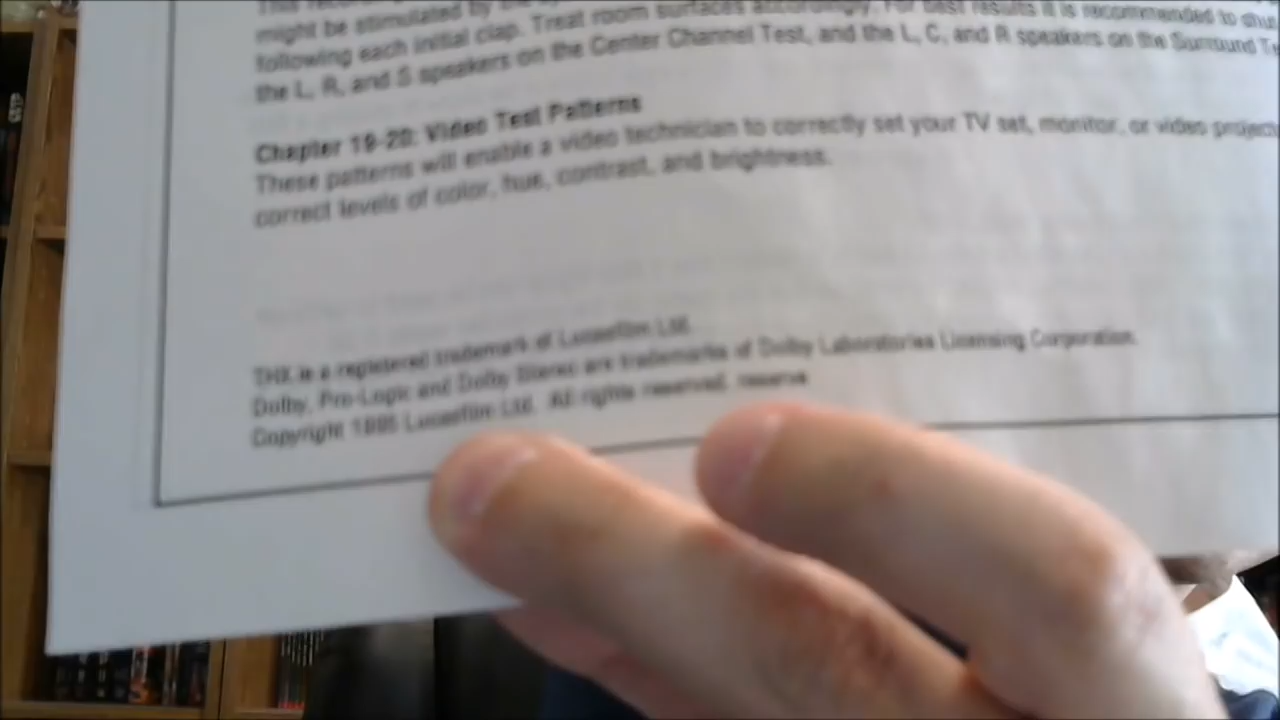 might be stimulated by the
following each initial clap. Treat room surfaces accordingly. For best results it is recommended to shut
the L, R, and S speakers on the Center Channel Test, and the L, C, and R speakers on the Surround
Chapter 19-20: Video Test Patterns
These patterns will enable a video technician to correctly set your TV set, monitor, or video
correct levels of color, hue, contrast, and brightness.
THX is a registered trademark of Lucasfilm Ltd.
Dolby, Pro-Logic and Dolby Stereo are trademarks of Dolby Laboratories Licensing Corporation.
Copyright 1995 Lucasfilm Ltd. All rights reserved. reserve